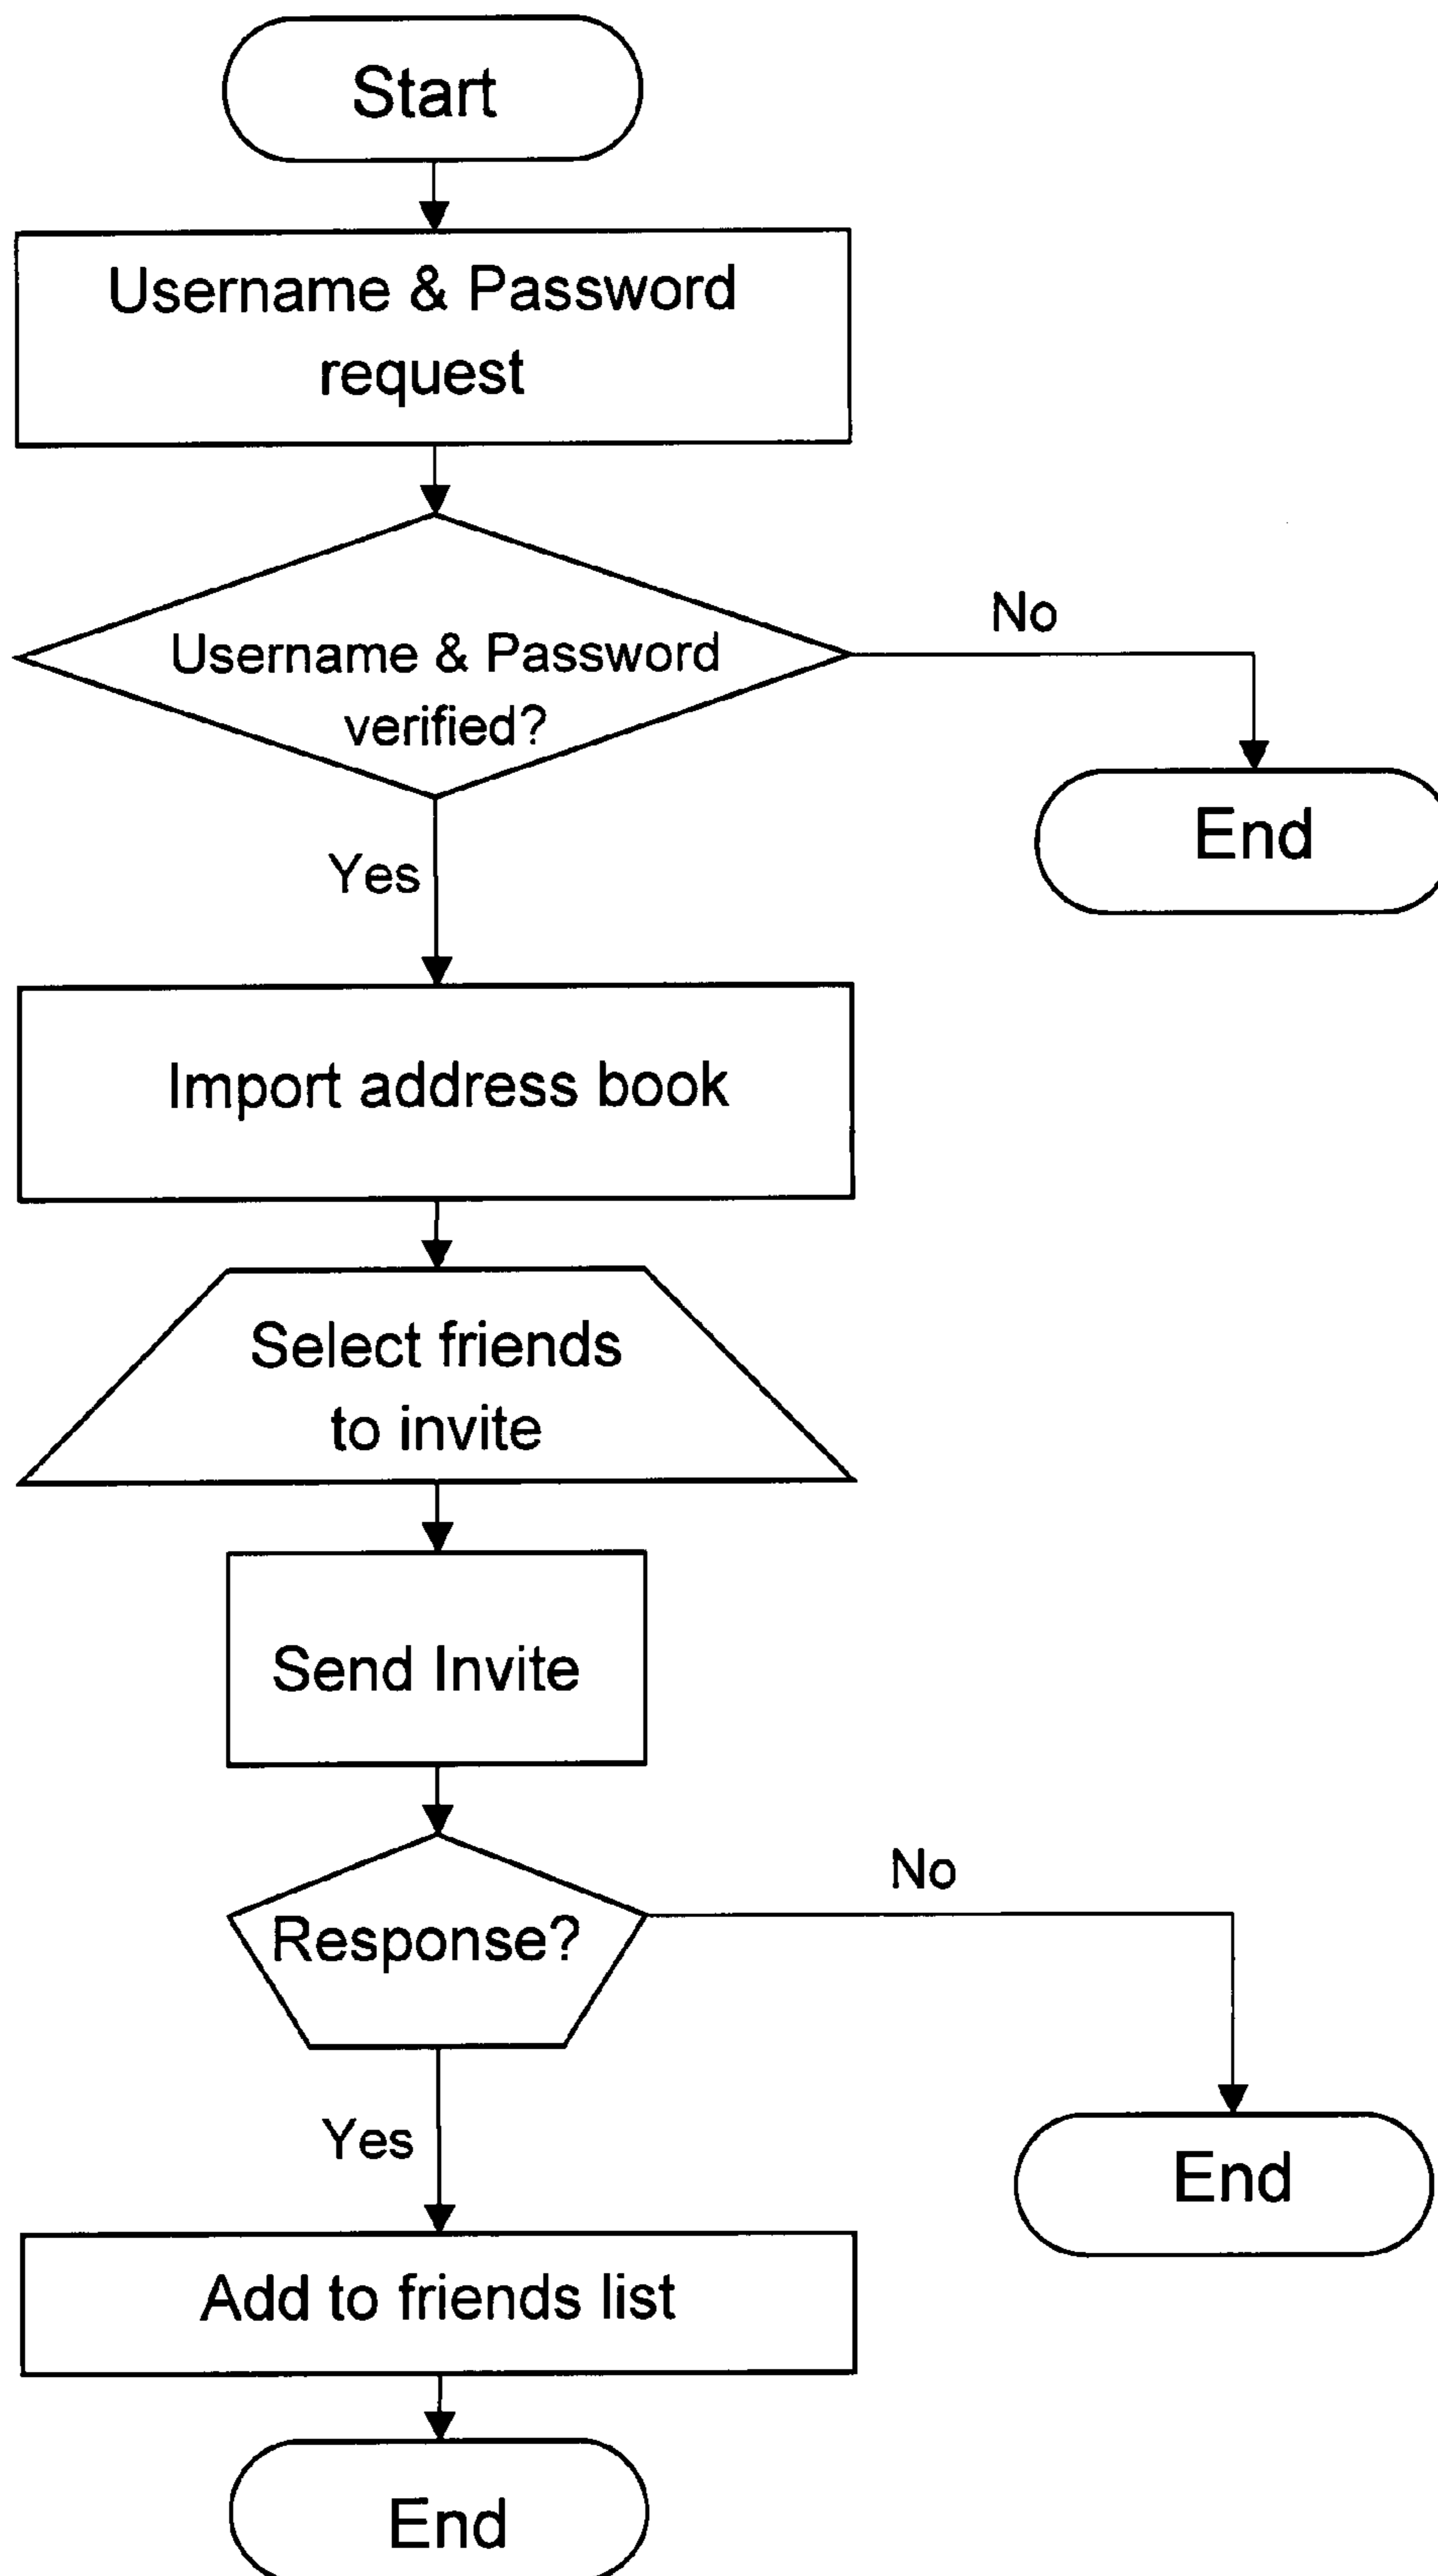 Start
Username & Password
request
Username & Password
verified?
No
End
Yes
Import address book
Select friends
to invite
Send Invite
Response?
No
End
Yes
Add to friends list
End